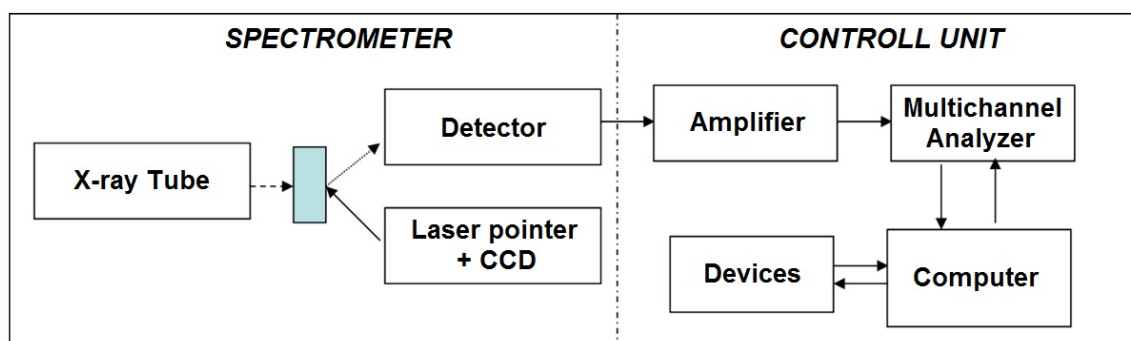 SPECTROMETER
CONTROLL UNIT
X-ray Tube
Detector
Laser pointer
+ CCD
Amplifier
Multichannel
Analyzer
Devices
Computer